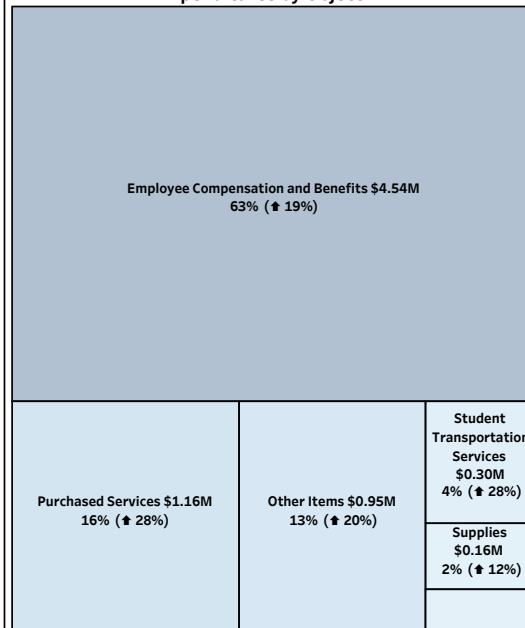 Employee Compensation and Benefits $4.54M
63% (⬆ 19%)
Purchased Services $1.16M
16% (⬆ 28%)
Other Items $0.95M
13% (⬆ 20%)
Student
Transportation
Services
$0.30M
4% (⬆ 28%)
Supplies
$0.16M
2% (⬆ 12%)